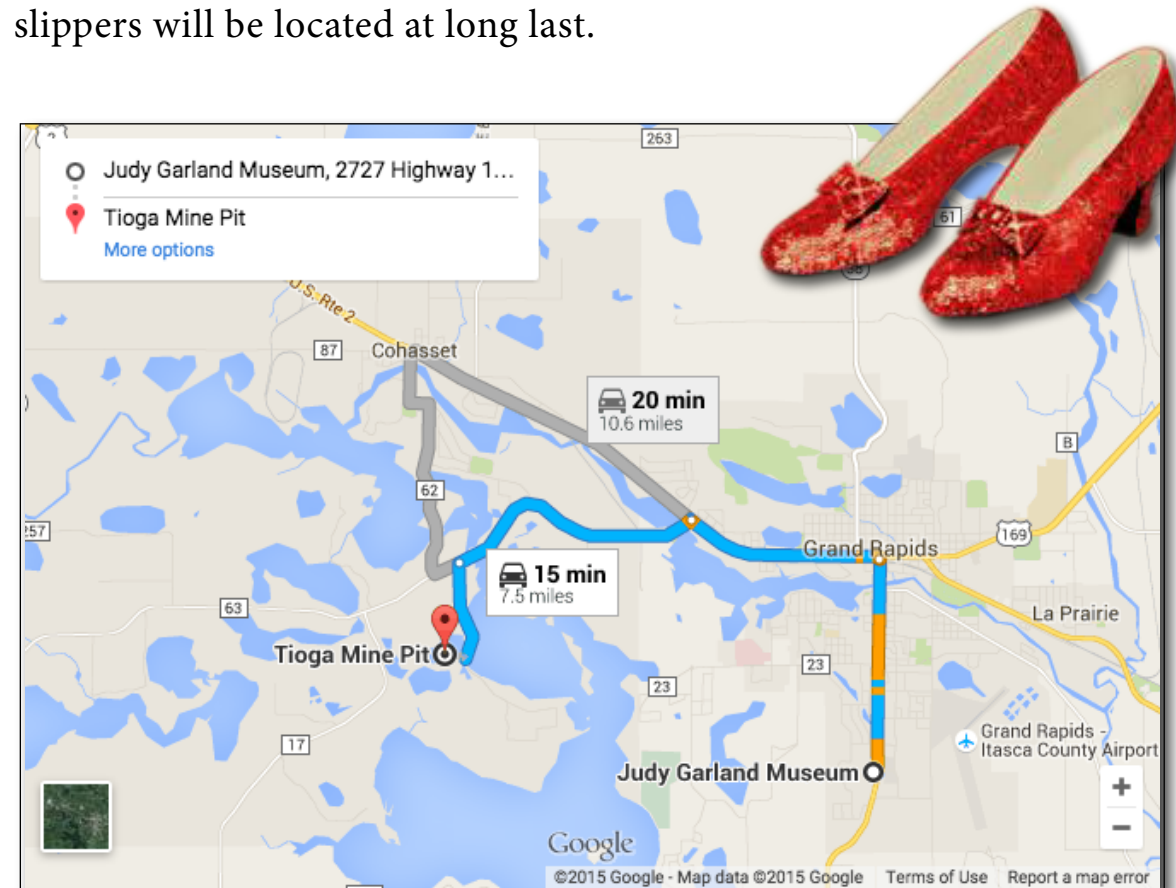 slippers will be located at long last.
263
Judy Garland Museum, 2727 Highway 1...
Tioga Mine Pit
More options
61
U.S. Rte 2
87
Cohasset
20 min
10.6 miles
B
62
257
169
Grand Rapids
15 min
7.5 miles
63
La Prairie
Tioga Mine Pit
23
23
17
Grand Rapids -
Itasca County Airport
Judy Garland Museum
+
−
Google
©2015 Google - Map data ©2015 Google Terms of Use Report a map error